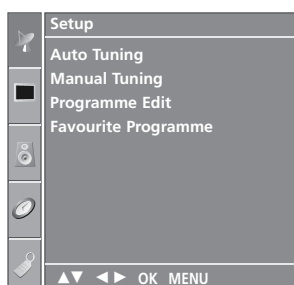 Setup
Auto Tuning
Manual Tuning
Programme Edit
Favourite Programme
▲▼ ◄► OK MENU